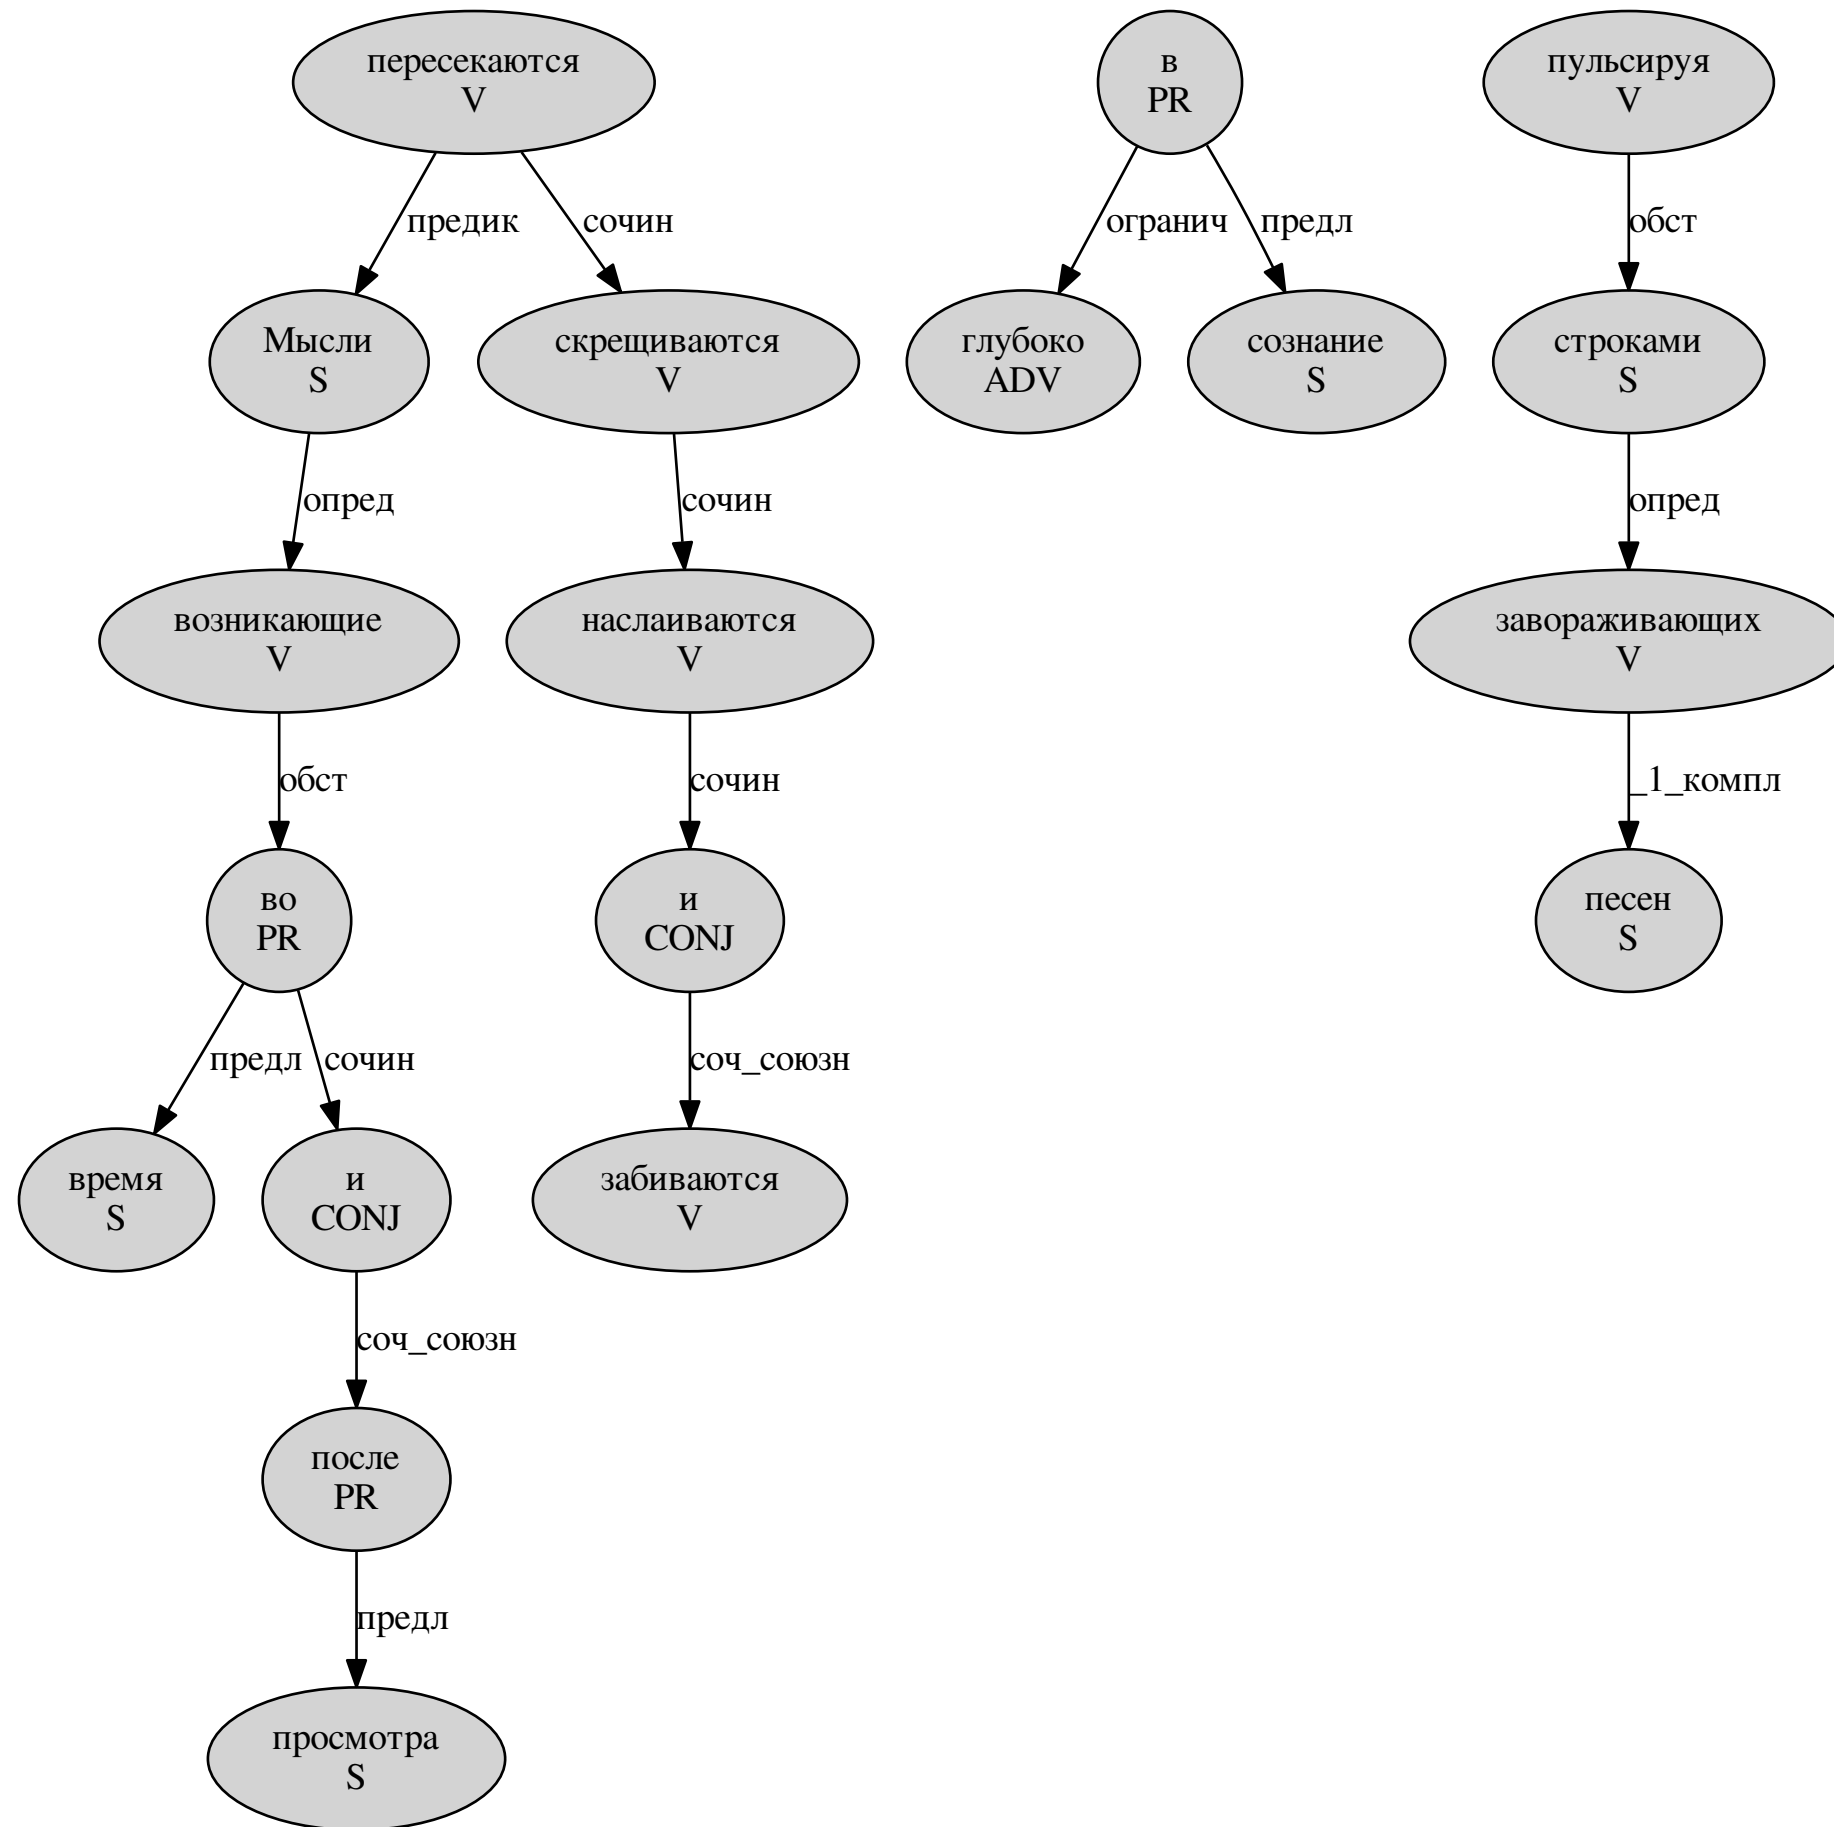 пересекаются
V
в
PR
пульсируя
V
предик
сочин
огранич
предл
обст
Мысли
S
скрещиваются
V
глубоко
ADV
сознание
S
строками
S
опред
сочин
опред
возникающие
V
наслаиваются
V
завораживающих
V
обст
сочин
_1_компл
во
PR
и
CONJ
песен
S
предл
сочин
соч_союзн
время
S
и
CONJ
забиваются
V
соч_союзн
после
PR
предл
просмотра
S